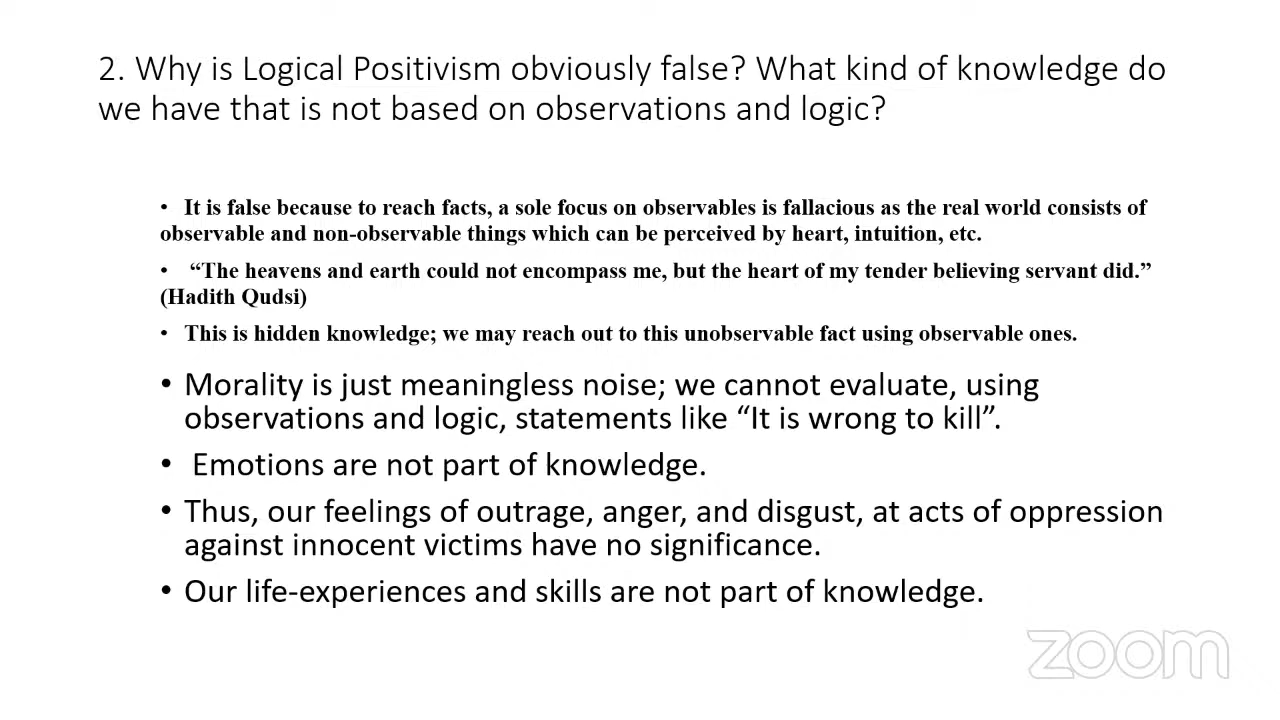 2. Why is Logical Positivism obviously false? What kind of knowledge do
we have that is not based on observations and logic?
• It is false because to reach facts, a sole focus on observables is fallacious as the real world consists of
observable and non-observable things which can be perceived by heart, intuition, etc.
• “The heavens and earth could not encompass me, but the heart of my tender believing servant did.”
(Hadith Qudsi)
• This is hidden knowledge; we may reach out to this unobservable fact using observable ones.
• Morality is just meaningless noise; we cannot evaluate, using
observations and logic, statements like “It is wrong to kill”.
• Emotions are not part of knowledge.
• Thus, our feelings of outrage, anger, and disgust, at acts of oppression
against innocent victims have no significance.
• Our life-experiences and skills are not part of knowledge.
zoom